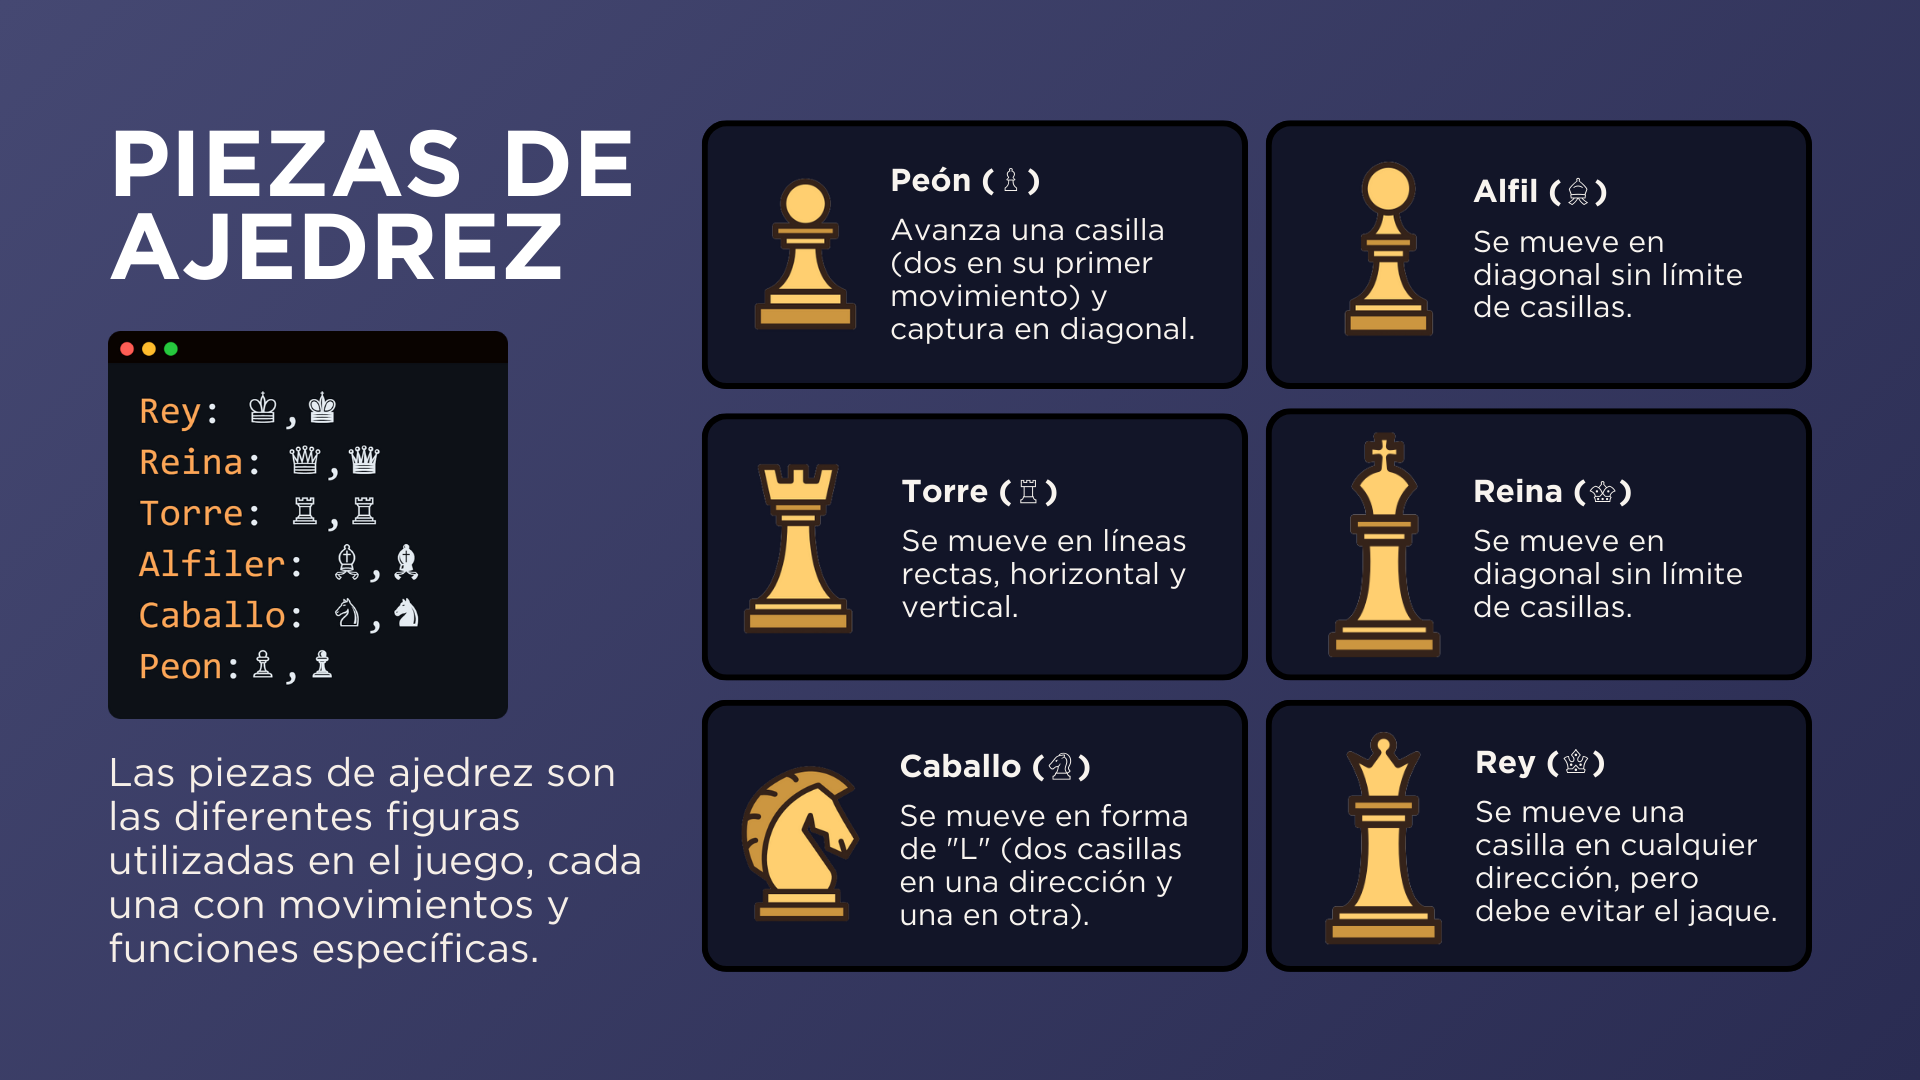 PIEZAS DE
AJEDREZ
Rey: ♔,♚
Reina: ♕,♛
Torre: ♖,♖
Alfiler: ♗,♝
Caballo: ♘,♞
Peon:♙,♟
Las piezas de ajedrez son
las diferentes figuras
utilizadas en el juego, cada
una con movimientos y
funciones específicas.
Peón (♙)
Avanza una casilla
(dos en su primer
movimiento) y
captura en diagonal.
Alfil (♗)
Se mueve en
diagonal sin límite
de casillas.
Torre (♖)
Se mueve en líneas
rectas, horizontal y
vertical.
Reina (♔)
Se mueve en
diagonal sin límite
de casillas.
Caballo (♘)
Se mueve en forma
de "L" (dos casillas
en una dirección y
una en otra).
Rey (♕)
Se mueve una
casilla en cualquier
dirección, pero
debe evitar el jaque.